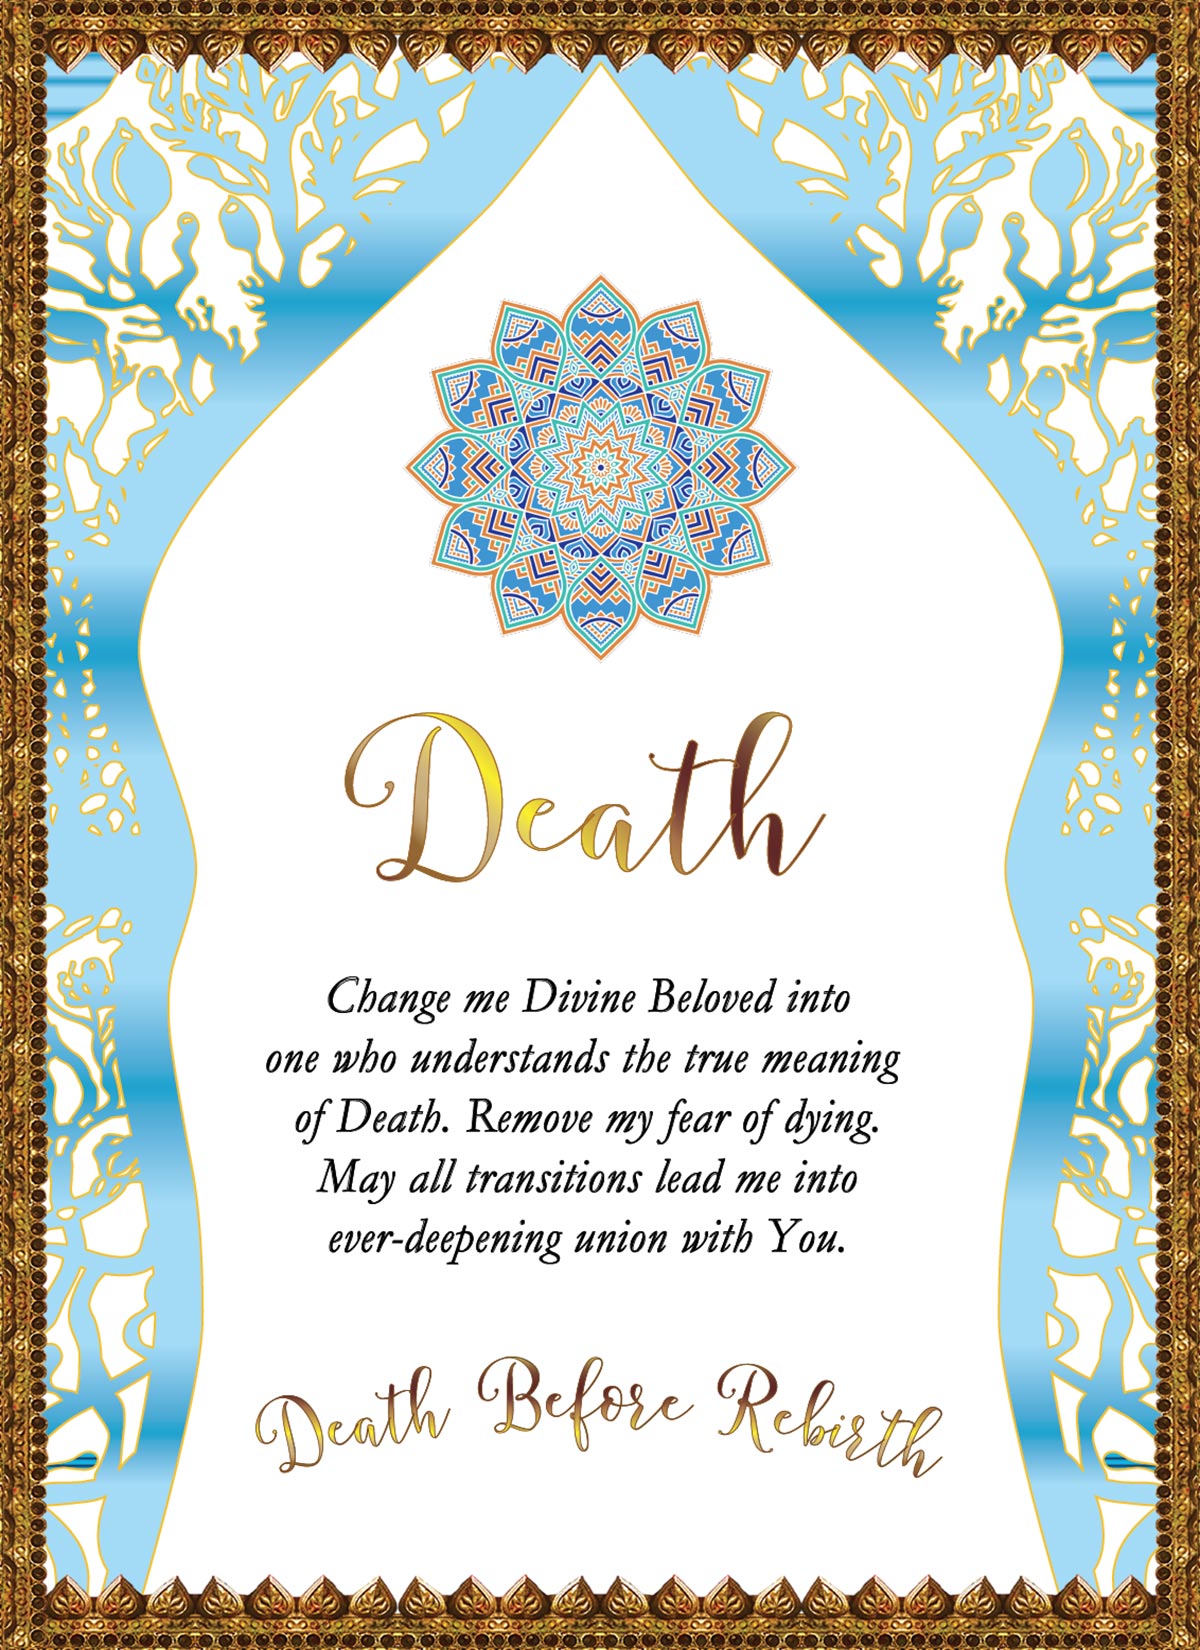 Death
Change me Divine Beloved into
one who understands the true meaning
of Death. Remove my fear of dying.
May all transitions lead me into
ever-deepening union with You.
Death Before Rebirth